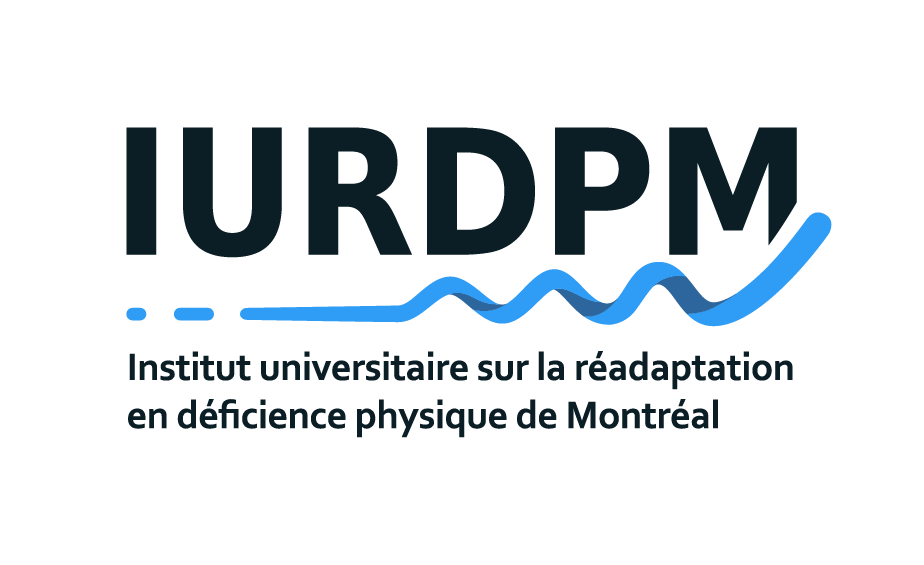 IURDPM
Institut universitaire sur la réadaptation
en déficience physique de Montréal